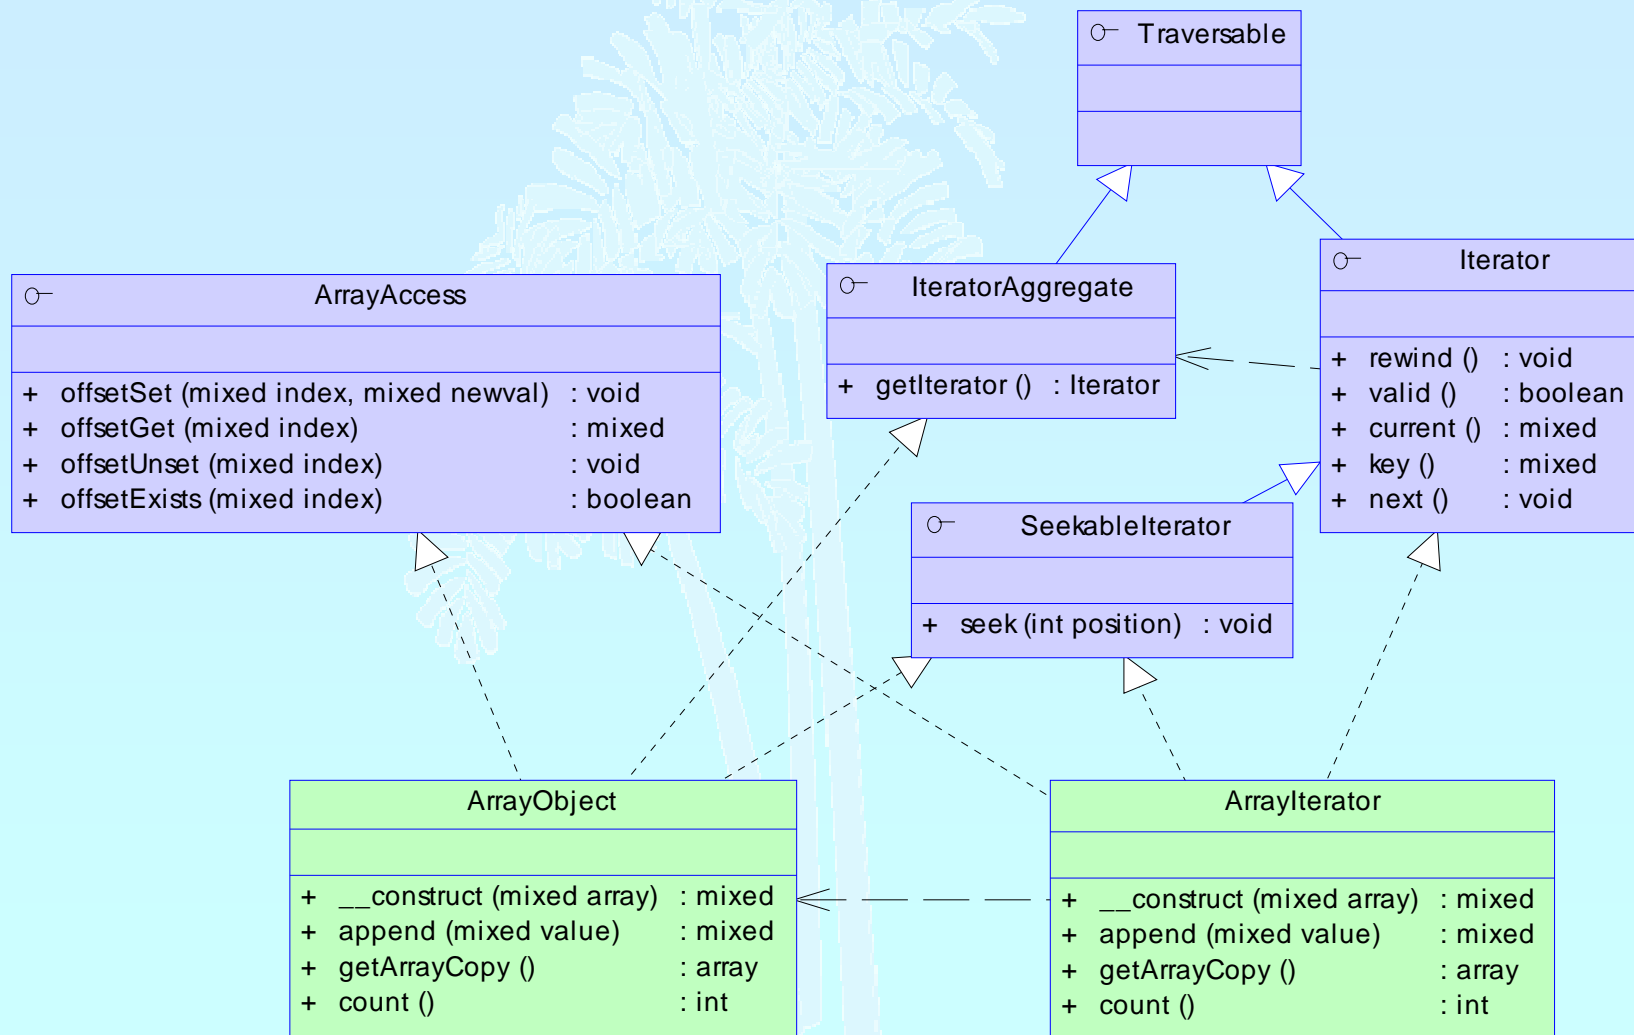 Traversable
Iterator
+ rewind () : void
+ valid () : boolean
+ current () : mixed
+ key () : mixed
+ next () : void
IteratorAggregate
+ getIterator () : Iterator
ArrayAccess
+ offsetSet (mixed index, mixed newval) : void
+ offsetGet (mixed index) : mixed
+ offsetUnset (mixed index) : void
+ offsetExists (mixed index) : boolean
SeekableIterator
+ seek (int position) : void
ArrayObject
+ __construct (mixed array) : mixed
+ append (mixed value) : mixed
+ getArrayCopy () : array
+ count () : int
ArrayIterator
+ __construct (mixed array) : mixed
+ append (mixed value) : mixed
+ getArrayCopy () : array
+ count () : int